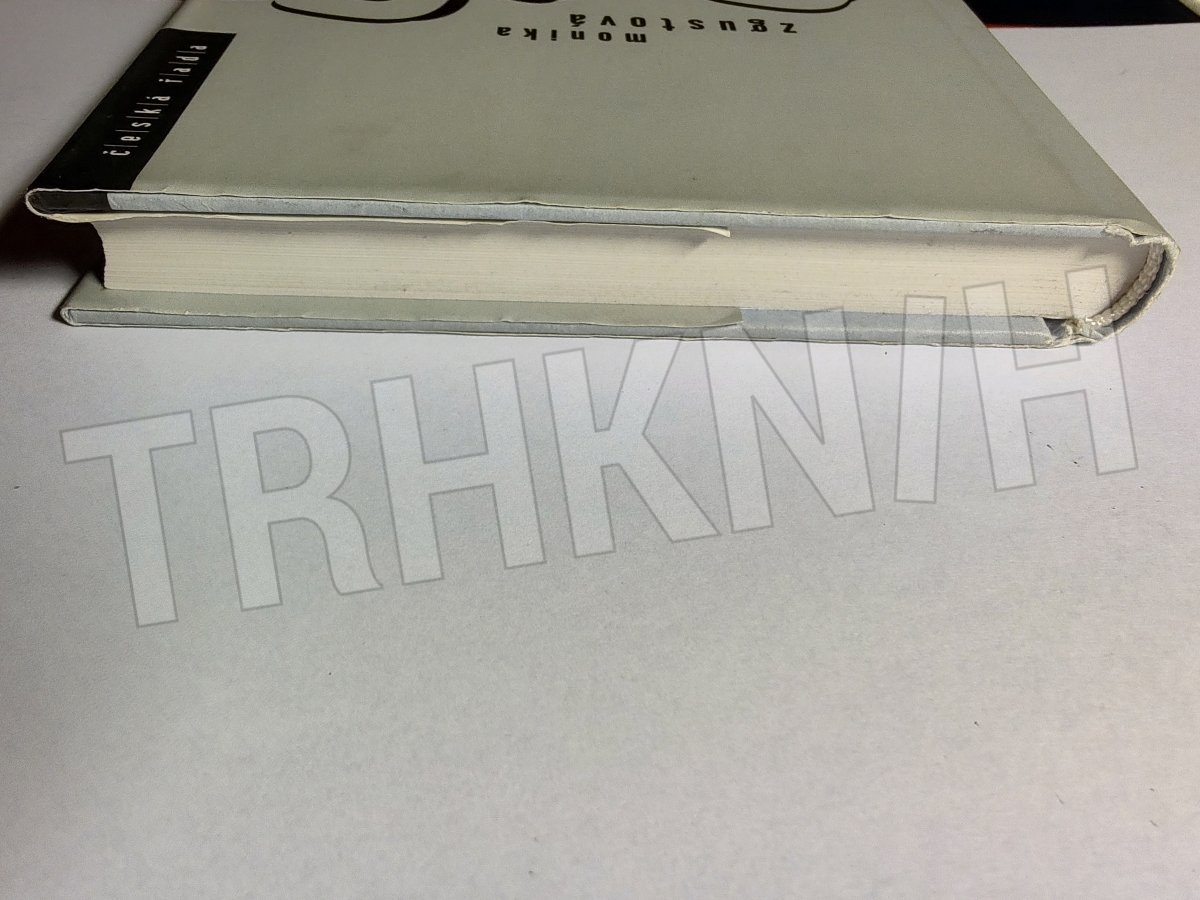 monika
zgustová
česká řada
TRHKNIH